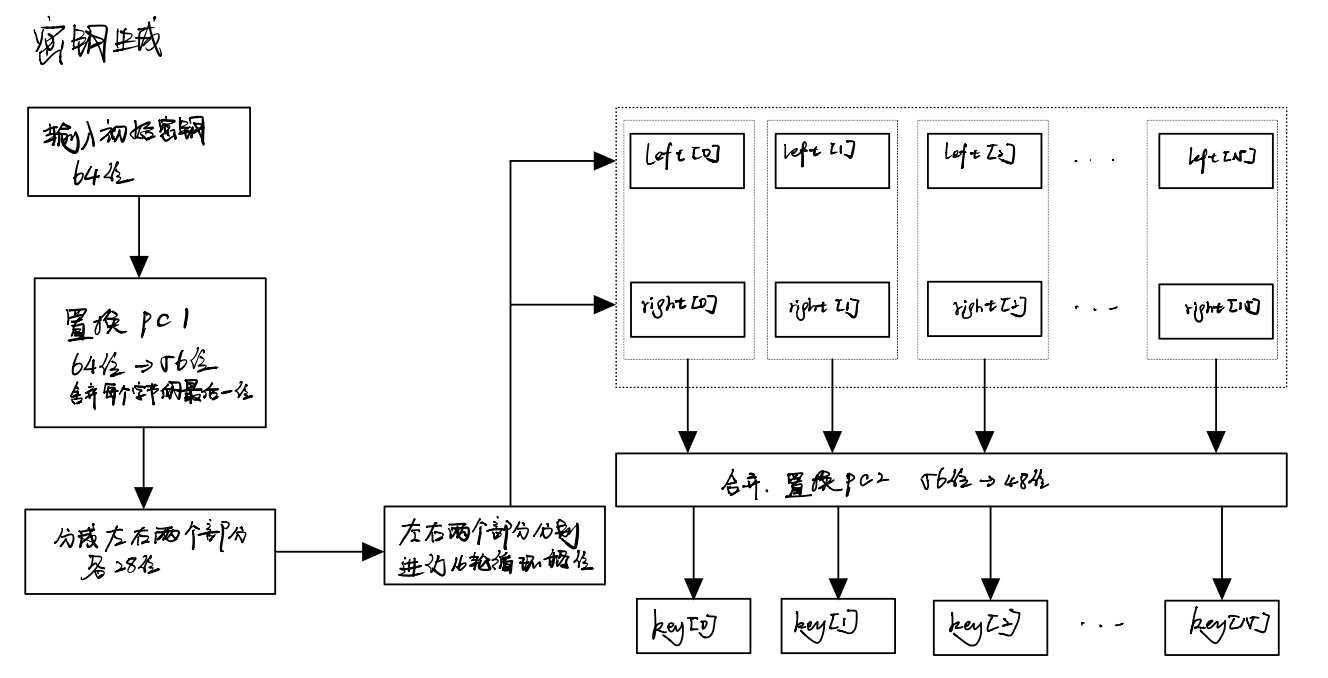 密钥生成
输入初始密钥
64位
置换 pc1
64位→56位
舍弃每个字节的最后一位
分成左右两个部分
各28位
左右两个部分分别
进行16轮循环移位
left[0]
left[1]
left[2]
...
left[15]
right[0]
right[1]
right[2]
...
right[15]
合并、置换pc2 56位→48位
key[0]
key[1]
key[2]
...
key[15]